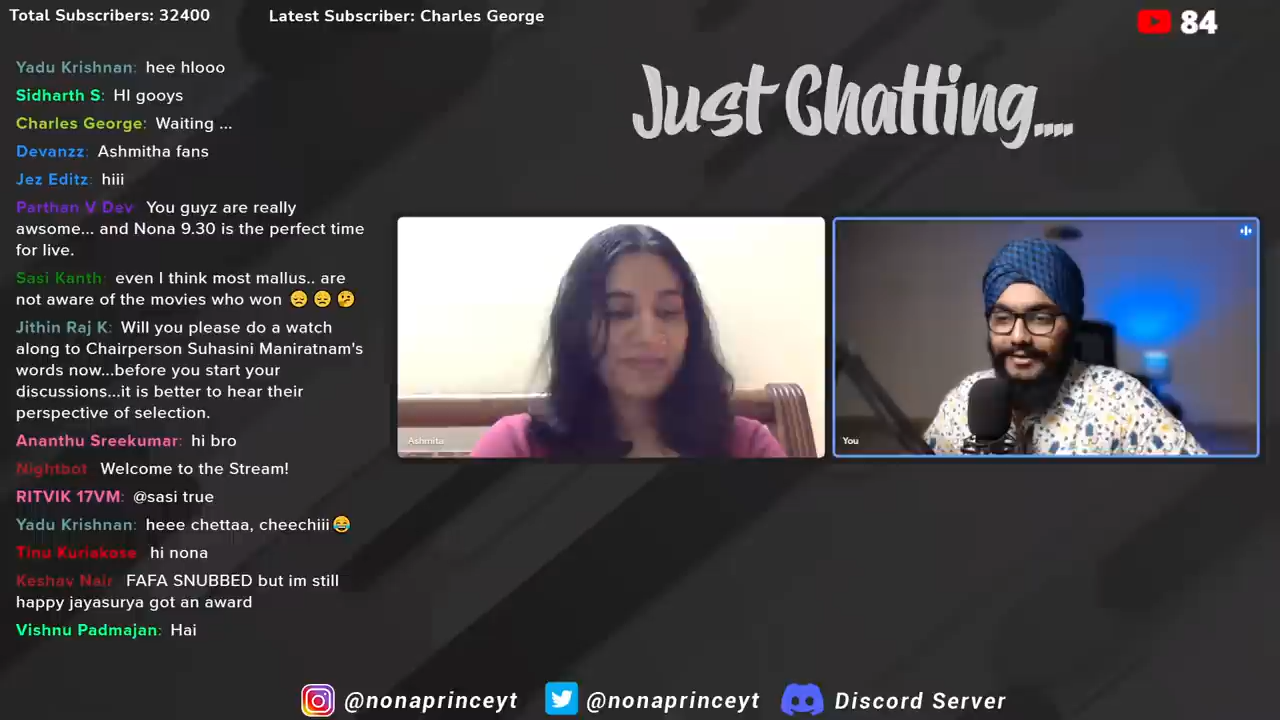 Total Subscribers: 32400
Latest Subscriber: Charles George
84
Just Chatting....
Yadu Krishnan: hee hlooo
Sidharth S: HI gooys
Charles George: Waiting ...
Devanzz: Ashmitha fans
Jez Editz: hiii
Parthan V Dev: You guyz are really
awsome... and Nona 9.30 is the perfect time
for live.
Sasi Kanth: even I think most mallus.. are
not aware of the movies who won 😔 😔 🤔
Jithin Raj K: Will you please do a watch
along to Chairperson Suhasini Maniratnam's
words now...before you start your
discussions...it is better to hear their
perspective of selection.
Ananthu Sreekumar: hi bro
Nightbot: Welcome to the Stream!
RITVIK 17VM: @sasi true
Yadu Krishnan: heee chettaa, cheechiii😂
Tinu Kuriakose: hi nona
Keshav Nair: FAFA SNUBBED but im still
happy jayasurya got an award
Vishnu Padmajan: Hai
Ashmita
You
@nonaprinceyt
@nonaprinceyt
Discord Server